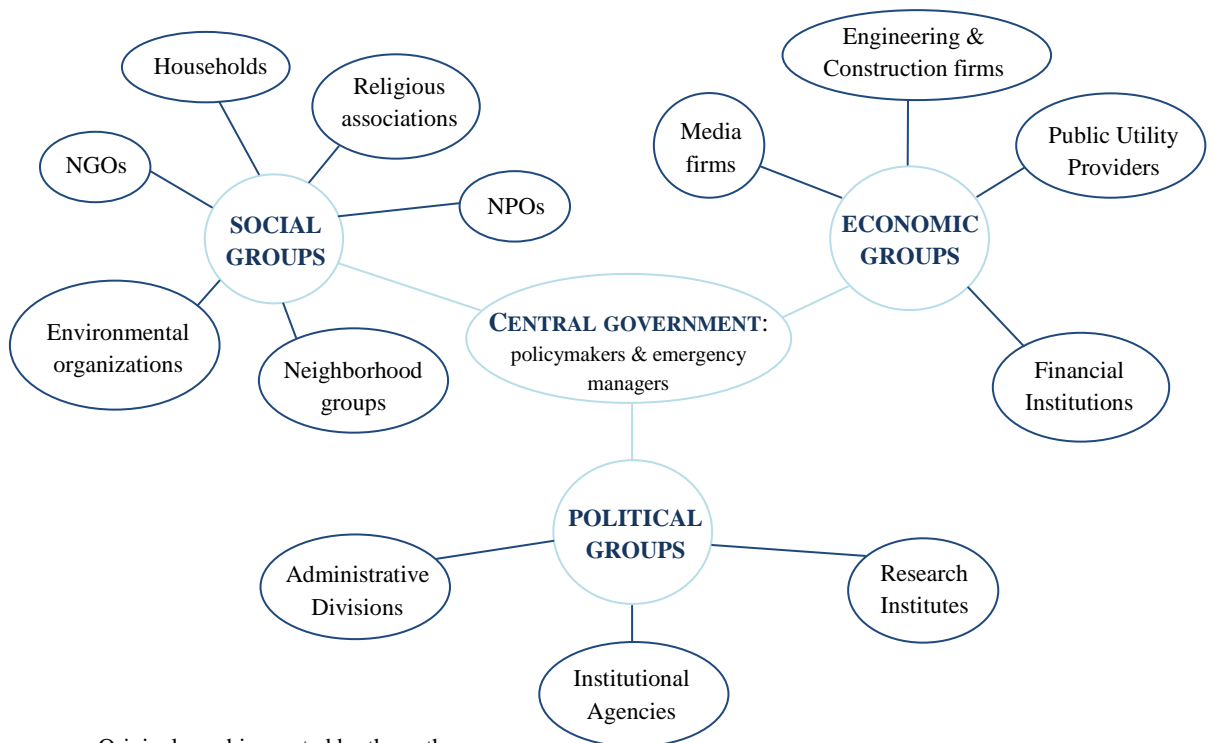 Households
Religious
associations
NGOs
NPOs
SOCIAL
GROUPS
Environmental
organizations
Neighborhood
groups
Engineering &
Construction firms
Media
firms
Public Utility
Providers
ECONOMIC
GROUPS
Financial
Institutions
CENTRAL GOVERNMENT:
policymakers & emergency
managers
POLITICAL
GROUPS
Administrative
Divisions
Research
Institutes
Institutional
Agencies